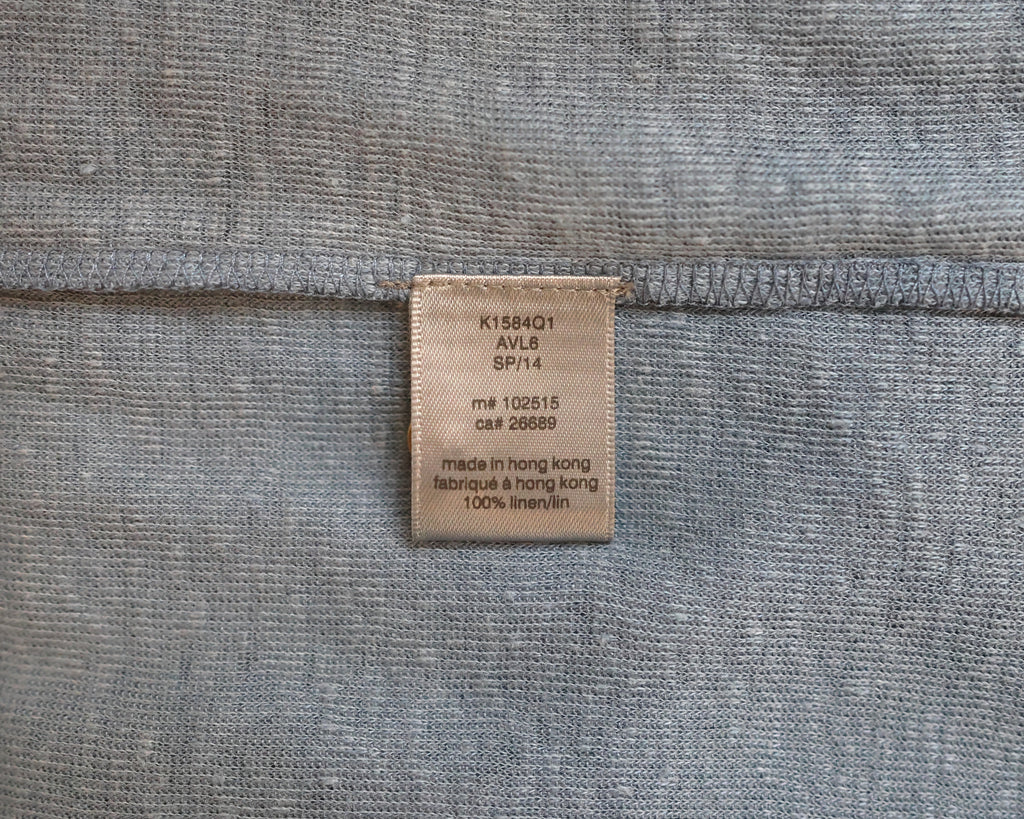 K1584Q1
AVL6
SP/14
m# 102515
ca# 26689
made in hong kong
fabriqué à hong kong
100% linen/lin